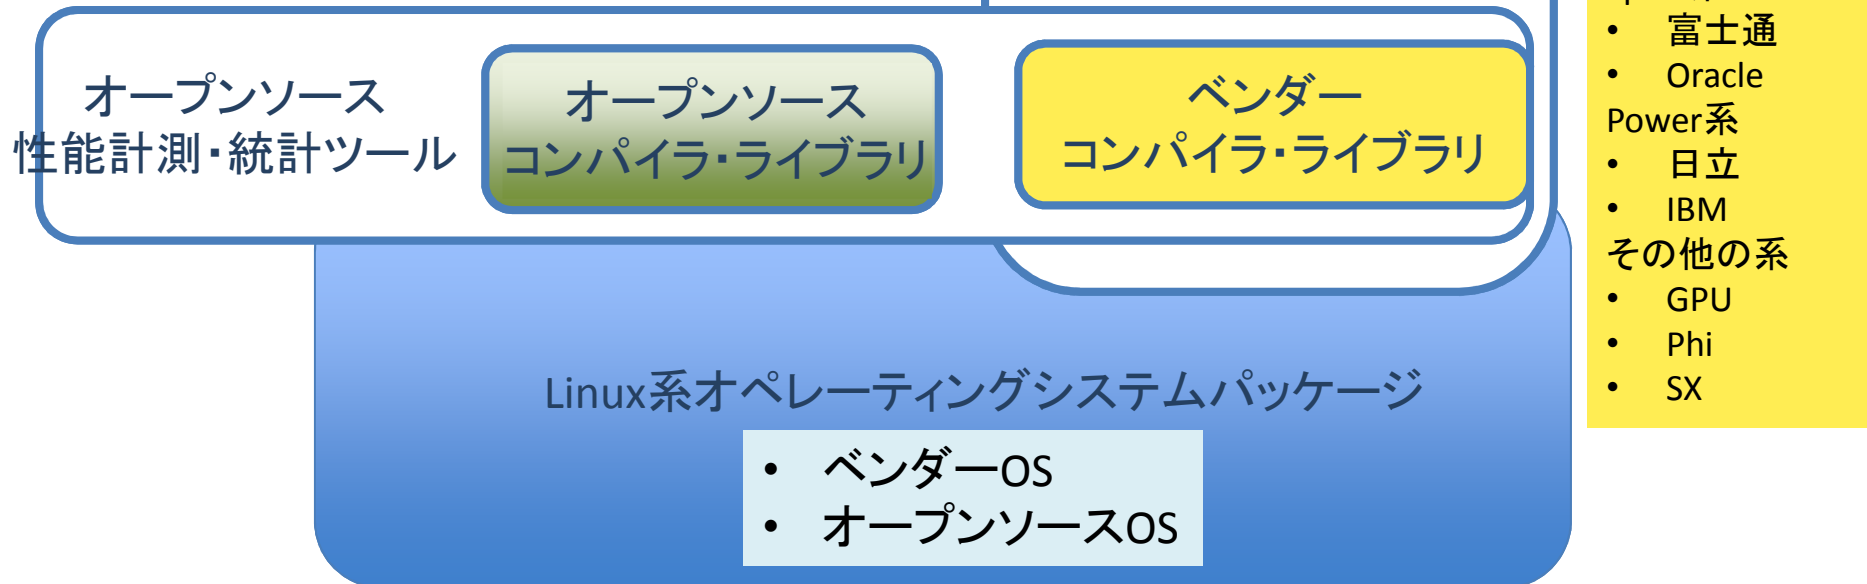 オープンソース
性能計測・統計ツール
オープンソース
コンパイラ・ライブラリ
ベンダー
コンパイラ・ライブラリ
Linux系オペレーティングシステムパッケージ
• ベンダーOS
• オープンソースOS
• 富士通
• Oracle
Power系
• 日立
• IBM
その他の系
• GPU
• Phi
• SX